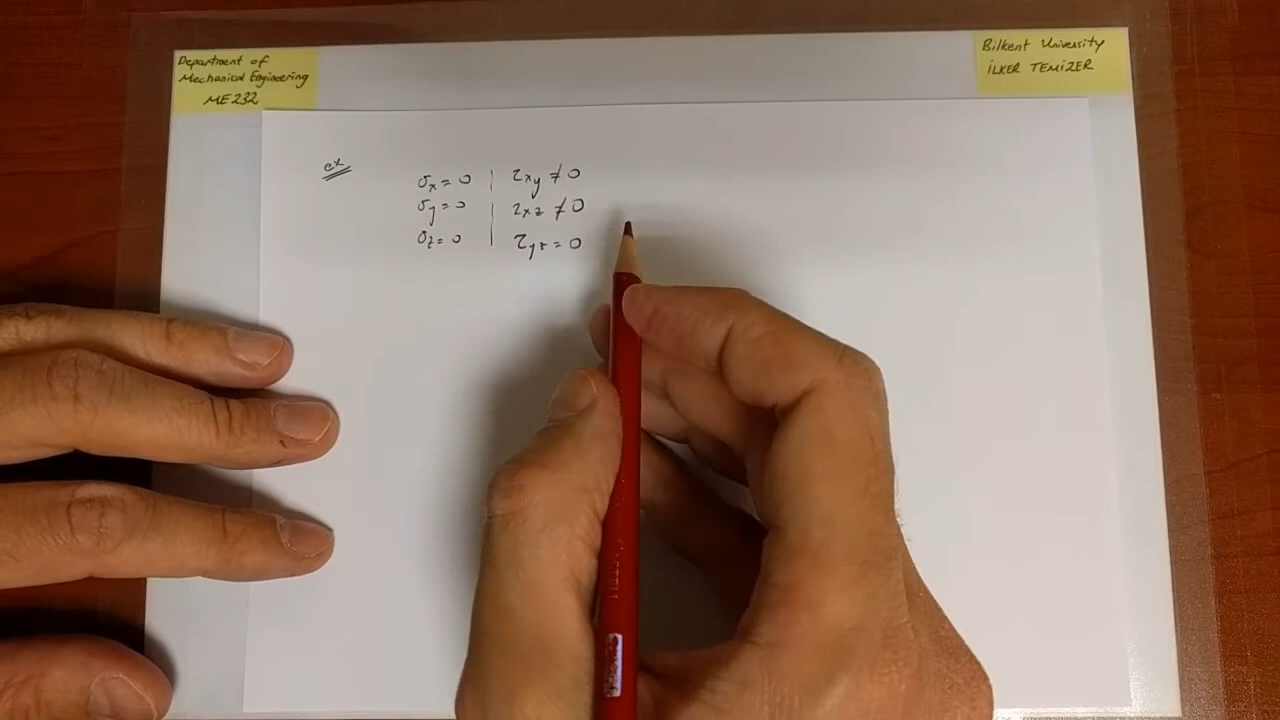 Department of
Mechanical Engineering
ME232
Bilkent University
İLKER TEMİZER
ex
σx = 0 | τxy ≠ 0
σy = 0 | τxz ≠ 0
σz = 0 | τyz = 0